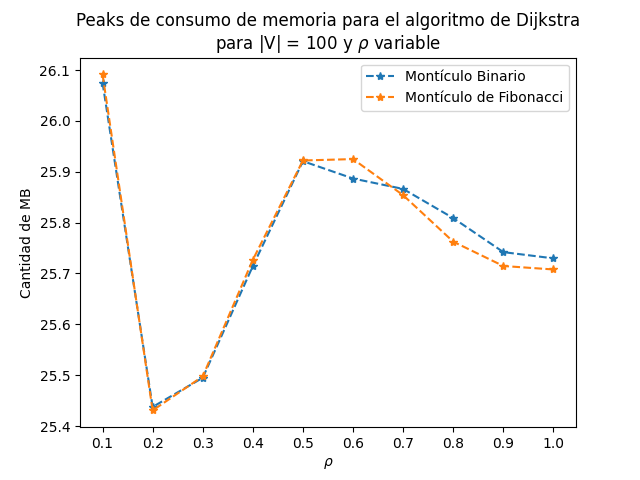 Peaks de consumo de memoria para el algoritmo de Dijkstra
para |V| = 100 y ρ variable
Montículo Binario
Montículo de Fibonacci
Cantidad de MB
26.1
26.0
25.9
25.8
25.7
25.6
25.5
25.4
0.1 0.2 0.3 0.4 0.5 0.6 0.7 0.8 0.9 1.0
ρ